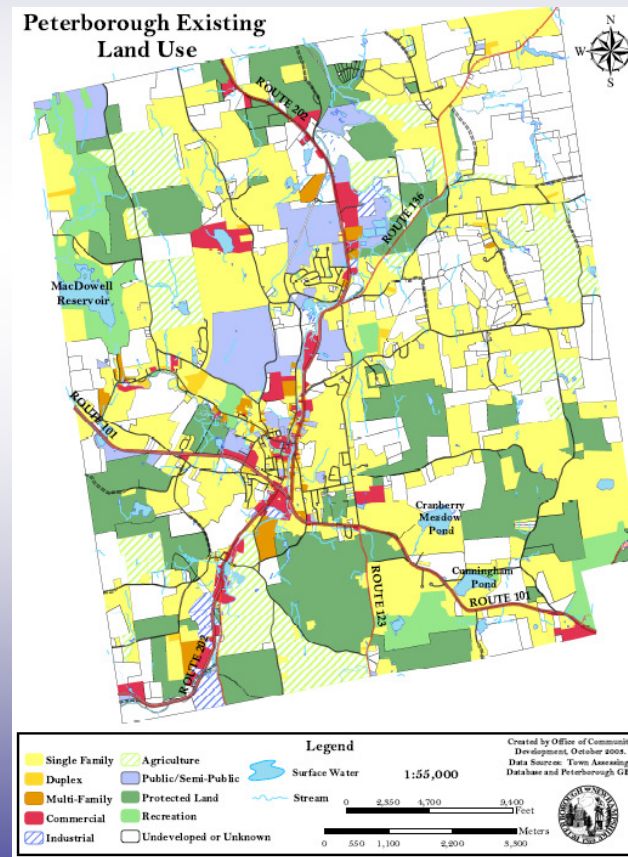 Peterborough Existing
Land Use
N
W
E
S
ROUTE 202
ROUTE 136
MacDowell
Reservoir
ROUTE 101
Cranberry
Meadow
Pond
Cunningham
Pond
ROUTE 101
ROUTE 123
ROUTE 202
Legend
Single Family
Duplex
Multi-Family
Commercial
Industrial
Agriculture
Public/Semi-Public
Protected Land
Recreation
Undeveloped or Unknown
Surface Water
Stream
1:55,000
0 2,350 4,700 9,400
Feet
Meters
0 550 1,100 2,200 3,300
Created by Office of Communit
Development, October 2003.
Data Sources: Town Assessing
Database and Peterborough GI